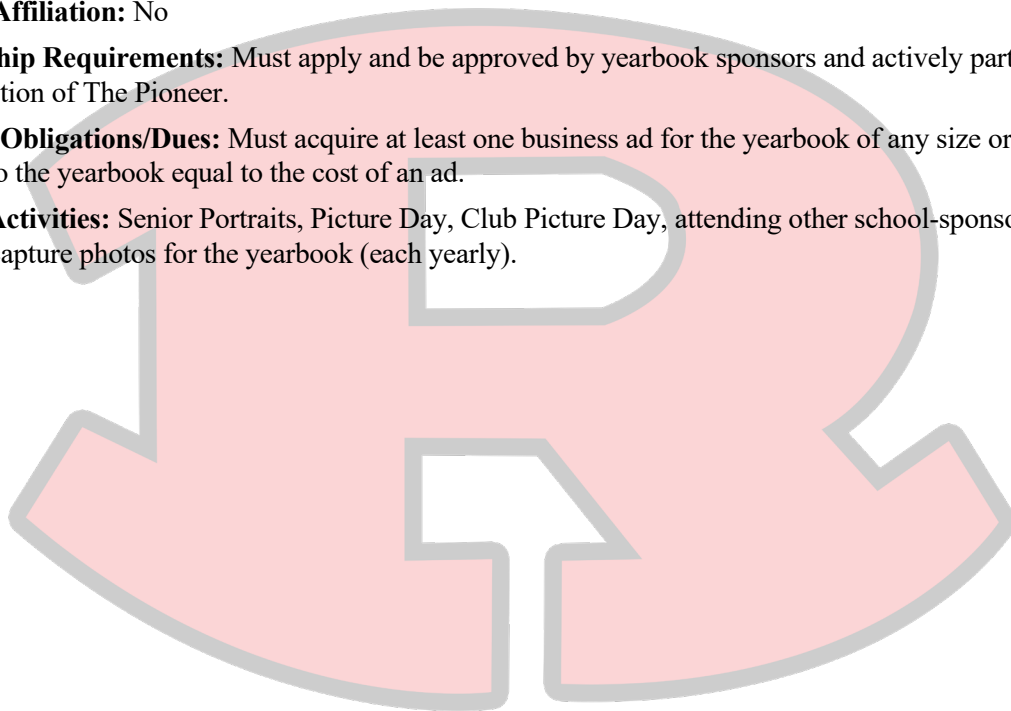 Affiliation: No
hip Requirements: Must apply and be approved by yearbook sponsors and actively part
tion of The Pioneer.
Obligations/Dues: Must acquire at least one business ad for the yearbook of any size or
o the yearbook equal to the cost of an ad.
Activities: Senior Portraits, Picture Day, Club Picture Day, attending other school-sponso
apture photos for the yearbook (each yearly).
R